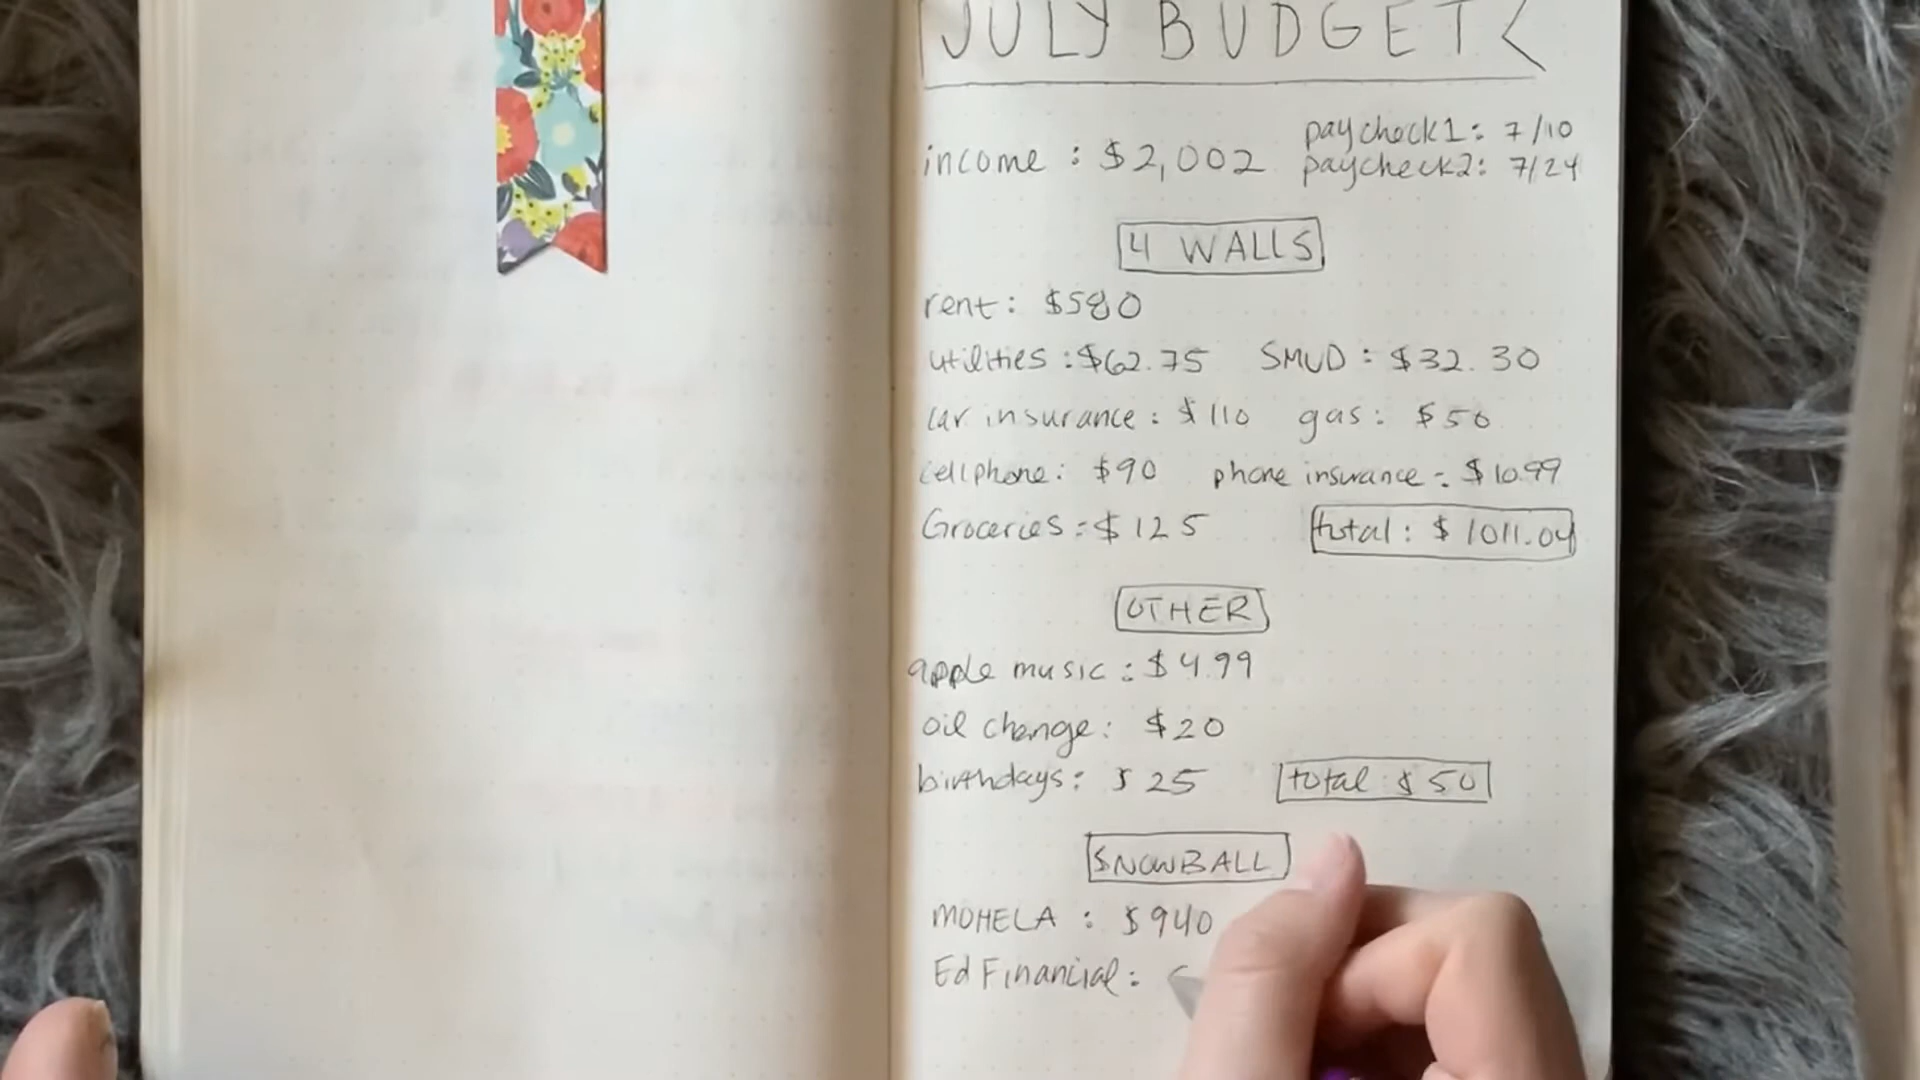 JULY BUDGET
income : $2,002 paycheck1: 7/10
paycheck2: 7/24
4 WALLS
rent: $580
utilities : $62.75 SMUD : $32.30
car insurance : $110 gas: $50
cellphone: $90 phone insurance - $10.99
Groceries : $125 total: $1011.04
OTHER
apple music : $4.99
oil change: $20
birthdays: $25 total $50
SNOWBALL
MOHELA : $940
Ed Financial: